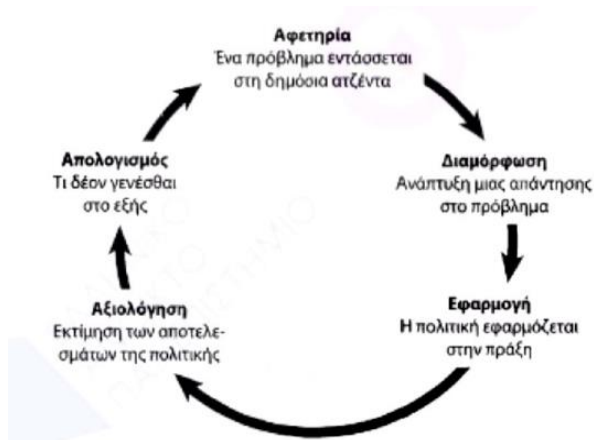 Αφετηρία
Ένα πρόβλημα εντάσσεται
στη δημόσια ατζέντα
Διαμόρφωση
Ανάπτυξη μιας απάντησης
στο πρόβλημα
Εφαρμογή
Η πολιτική εφαρμόζεται
στην πράξη
Αξιολόγηση
Εκτίμηση των αποτελε-
σμάτων της πολιτικής
Απολογισμός
Τι δέον γενέσθαι
στο εξής